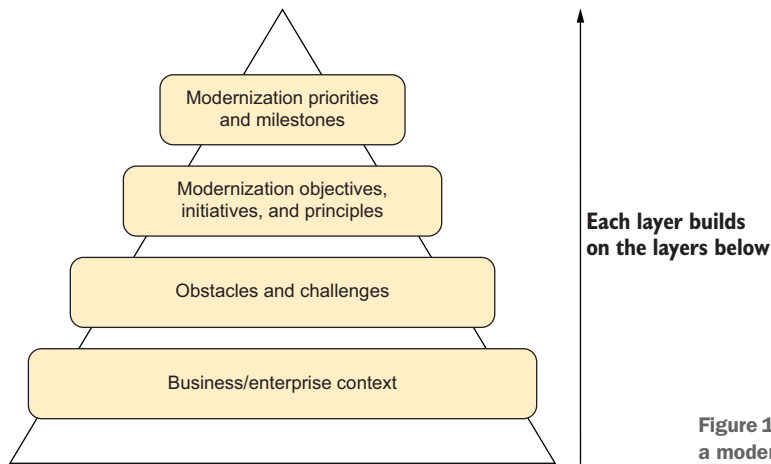 Modernization priorities
and milestones
Modernization objectives,
initiatives, and principles
Each layer builds
on the layers below
Obstacles and challenges
Business/enterprise context
Figure 1
a moder